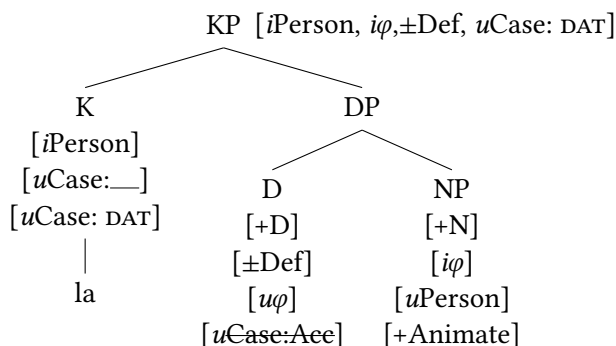 KP [iPerson, iφ,±Def, uCase: DAT]
K DP
[iPerson]
[uCase:__]
D NP
[uCase: DAT]
[+D] [+N]
[±Def] [iφ]
la
[uφ] [uPerson]
[uCase:Acc] [+Animate]